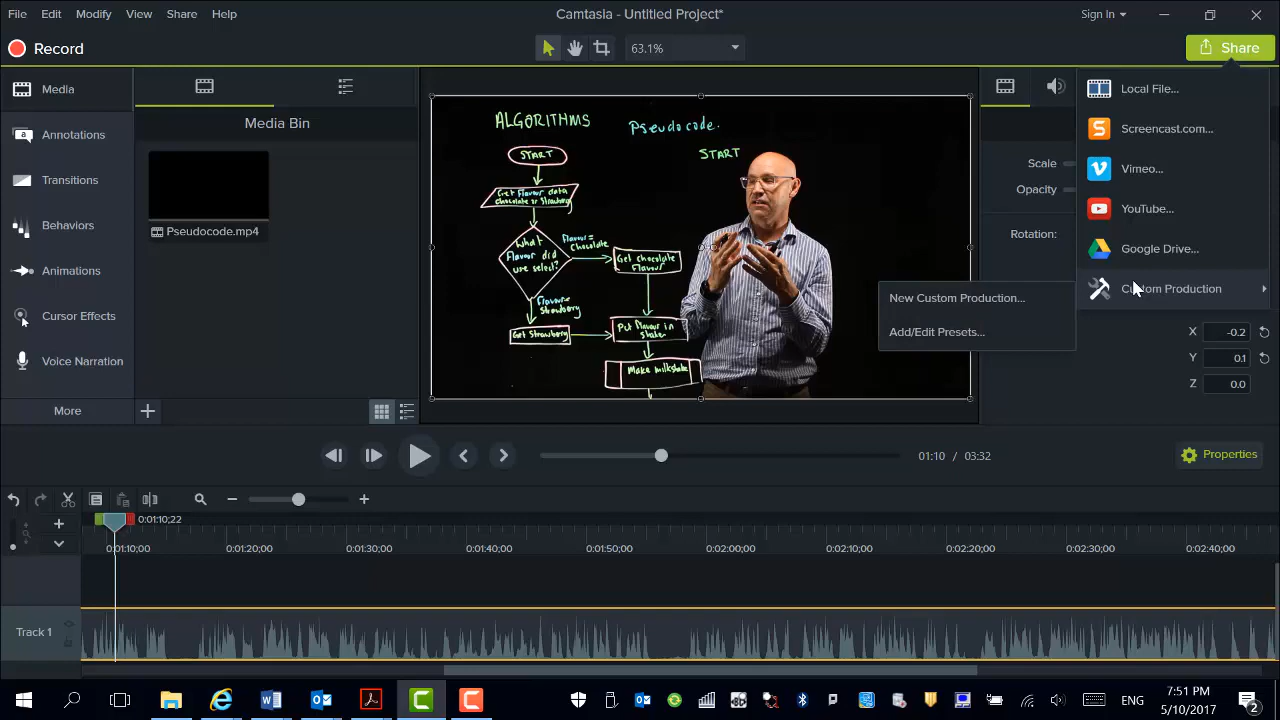 File Edit Modify View Share Help
Camtasia - Untitled Project*
Sign In
Record
63.1%
Share
Media
Annotations
Transitions
Behaviors
Animations
Cursor Effects
Voice Narration
More
Media Bin
Pseudocode.mp4
ALGORITHMS
Pseudocode.
START
START
Get Flavour data
chocolate or Strawberry
What
Flavour did
use select?
Flavour =
Chocolate
Get chocolate
Flavour
Flavour =
Strawberry
Get Strawberry
Put flavour in
shake
Make milkshake
Scale
Opacity
Rotation:
X -0.2
Y 0.1
Z 0.0
Local File...
Screencast.com...
Vimeo...
YouTube...
Google Drive...
Custom Production
New Custom Production...
Add/Edit Presets...
01:10 / 03:32
Properties
0:01:10;22
0:01:10;00 0:01:20;00 0:01:30;00 0:01:40;00 0:01:50;00 0:02:00;00 0:02:10;00 0:02:20;00 0:02:30;00 0:02:40;00
Track 1
ENG
7:51 PM
5/10/2017
2